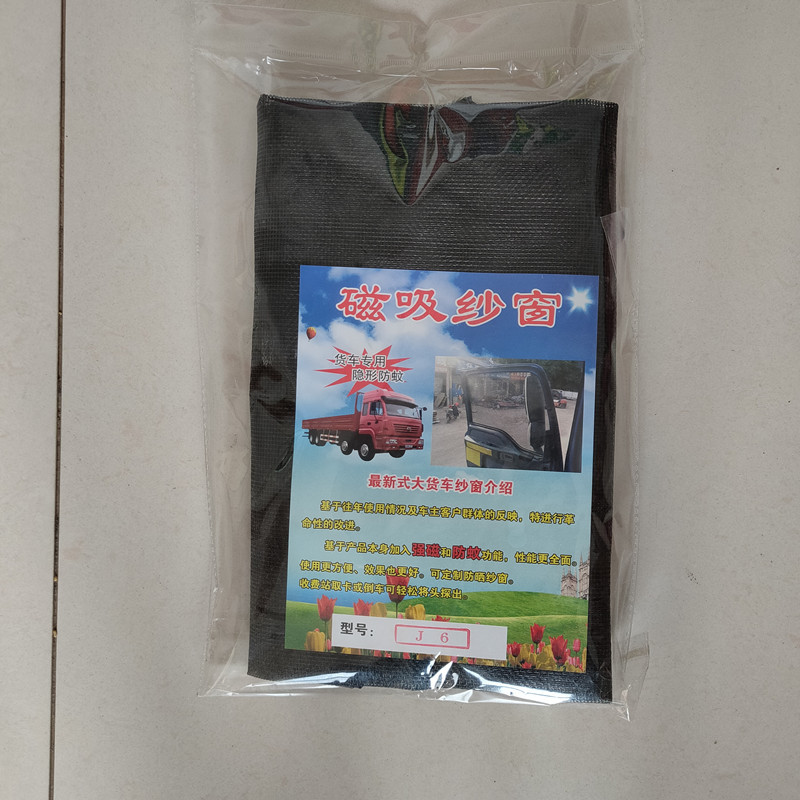 磁吸纱窗
货车专用
隐形防蚊
最新式大货车纱窗介绍
基于往年使用情况及车主客户群体的反映，特进行革
命性的改进。
基于产品本身加入强磁和防蚊功能，性能更全面。
使用更方便、效果也更好。可定制防晒纱窗。
收费站取卡或倒车可轻松将头探出。
型号：
J 6